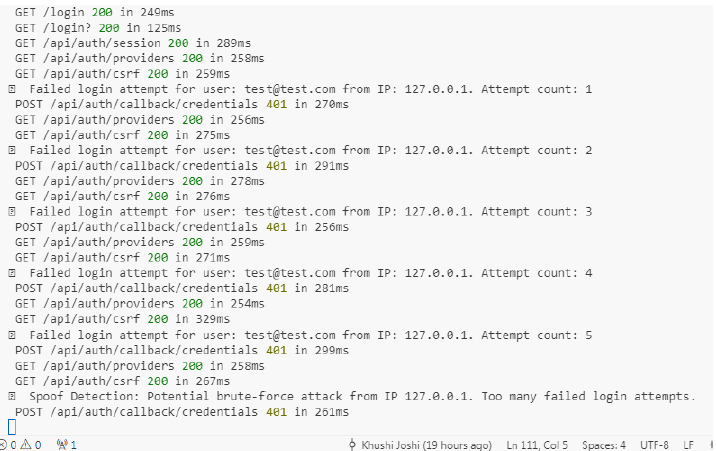 GET /login 200 in 249ms
GET /login? 200 in 125ms
GET /api/auth/session 200 in 289ms
GET /api/auth/providers 200 in 258ms
GET /api/auth/csrf 200 in 259ms
Failed login attempt for user: test@test.com from IP: 127.0.0.1. Attempt count: 1
POST /api/auth/callback/credentials 401 in 270ms
GET /api/auth/providers 200 in 256ms
GET /api/auth/csrf 200 in 275ms
Failed login attempt for user: test@test.com from IP: 127.0.0.1. Attempt count: 2
POST /api/auth/callback/credentials 401 in 291ms
GET /api/auth/providers 200 in 278ms
GET /api/auth/csrf 200 in 276ms
Failed login attempt for user: test@test.com from IP: 127.0.0.1. Attempt count: 3
POST /api/auth/callback/credentials 401 in 256ms
GET /api/auth/providers 200 in 259ms
GET /api/auth/csrf 200 in 271ms
Failed login attempt for user: test@test.com from IP: 127.0.0.1. Attempt count: 4
POST /api/auth/callback/credentials 401 in 281ms
GET /api/auth/providers 200 in 254ms
GET /api/auth/csrf 200 in 329ms
Failed login attempt for user: test@test.com from IP: 127.0.0.1. Attempt count: 5
POST /api/auth/callback/credentials 401 in 299ms
GET /api/auth/providers 200 in 258ms
GET /api/auth/csrf 200 in 267ms
Spoof Detection: Potential brute-force attack from IP 127.0.0.1. Too many failed login attempts.
POST /api/auth/callback/credentials 401 in 261ms
0 0 1 Khushi Joshi (19 hours ago) Ln 111, Col 5 Spaces: 4 UTF-8 LF